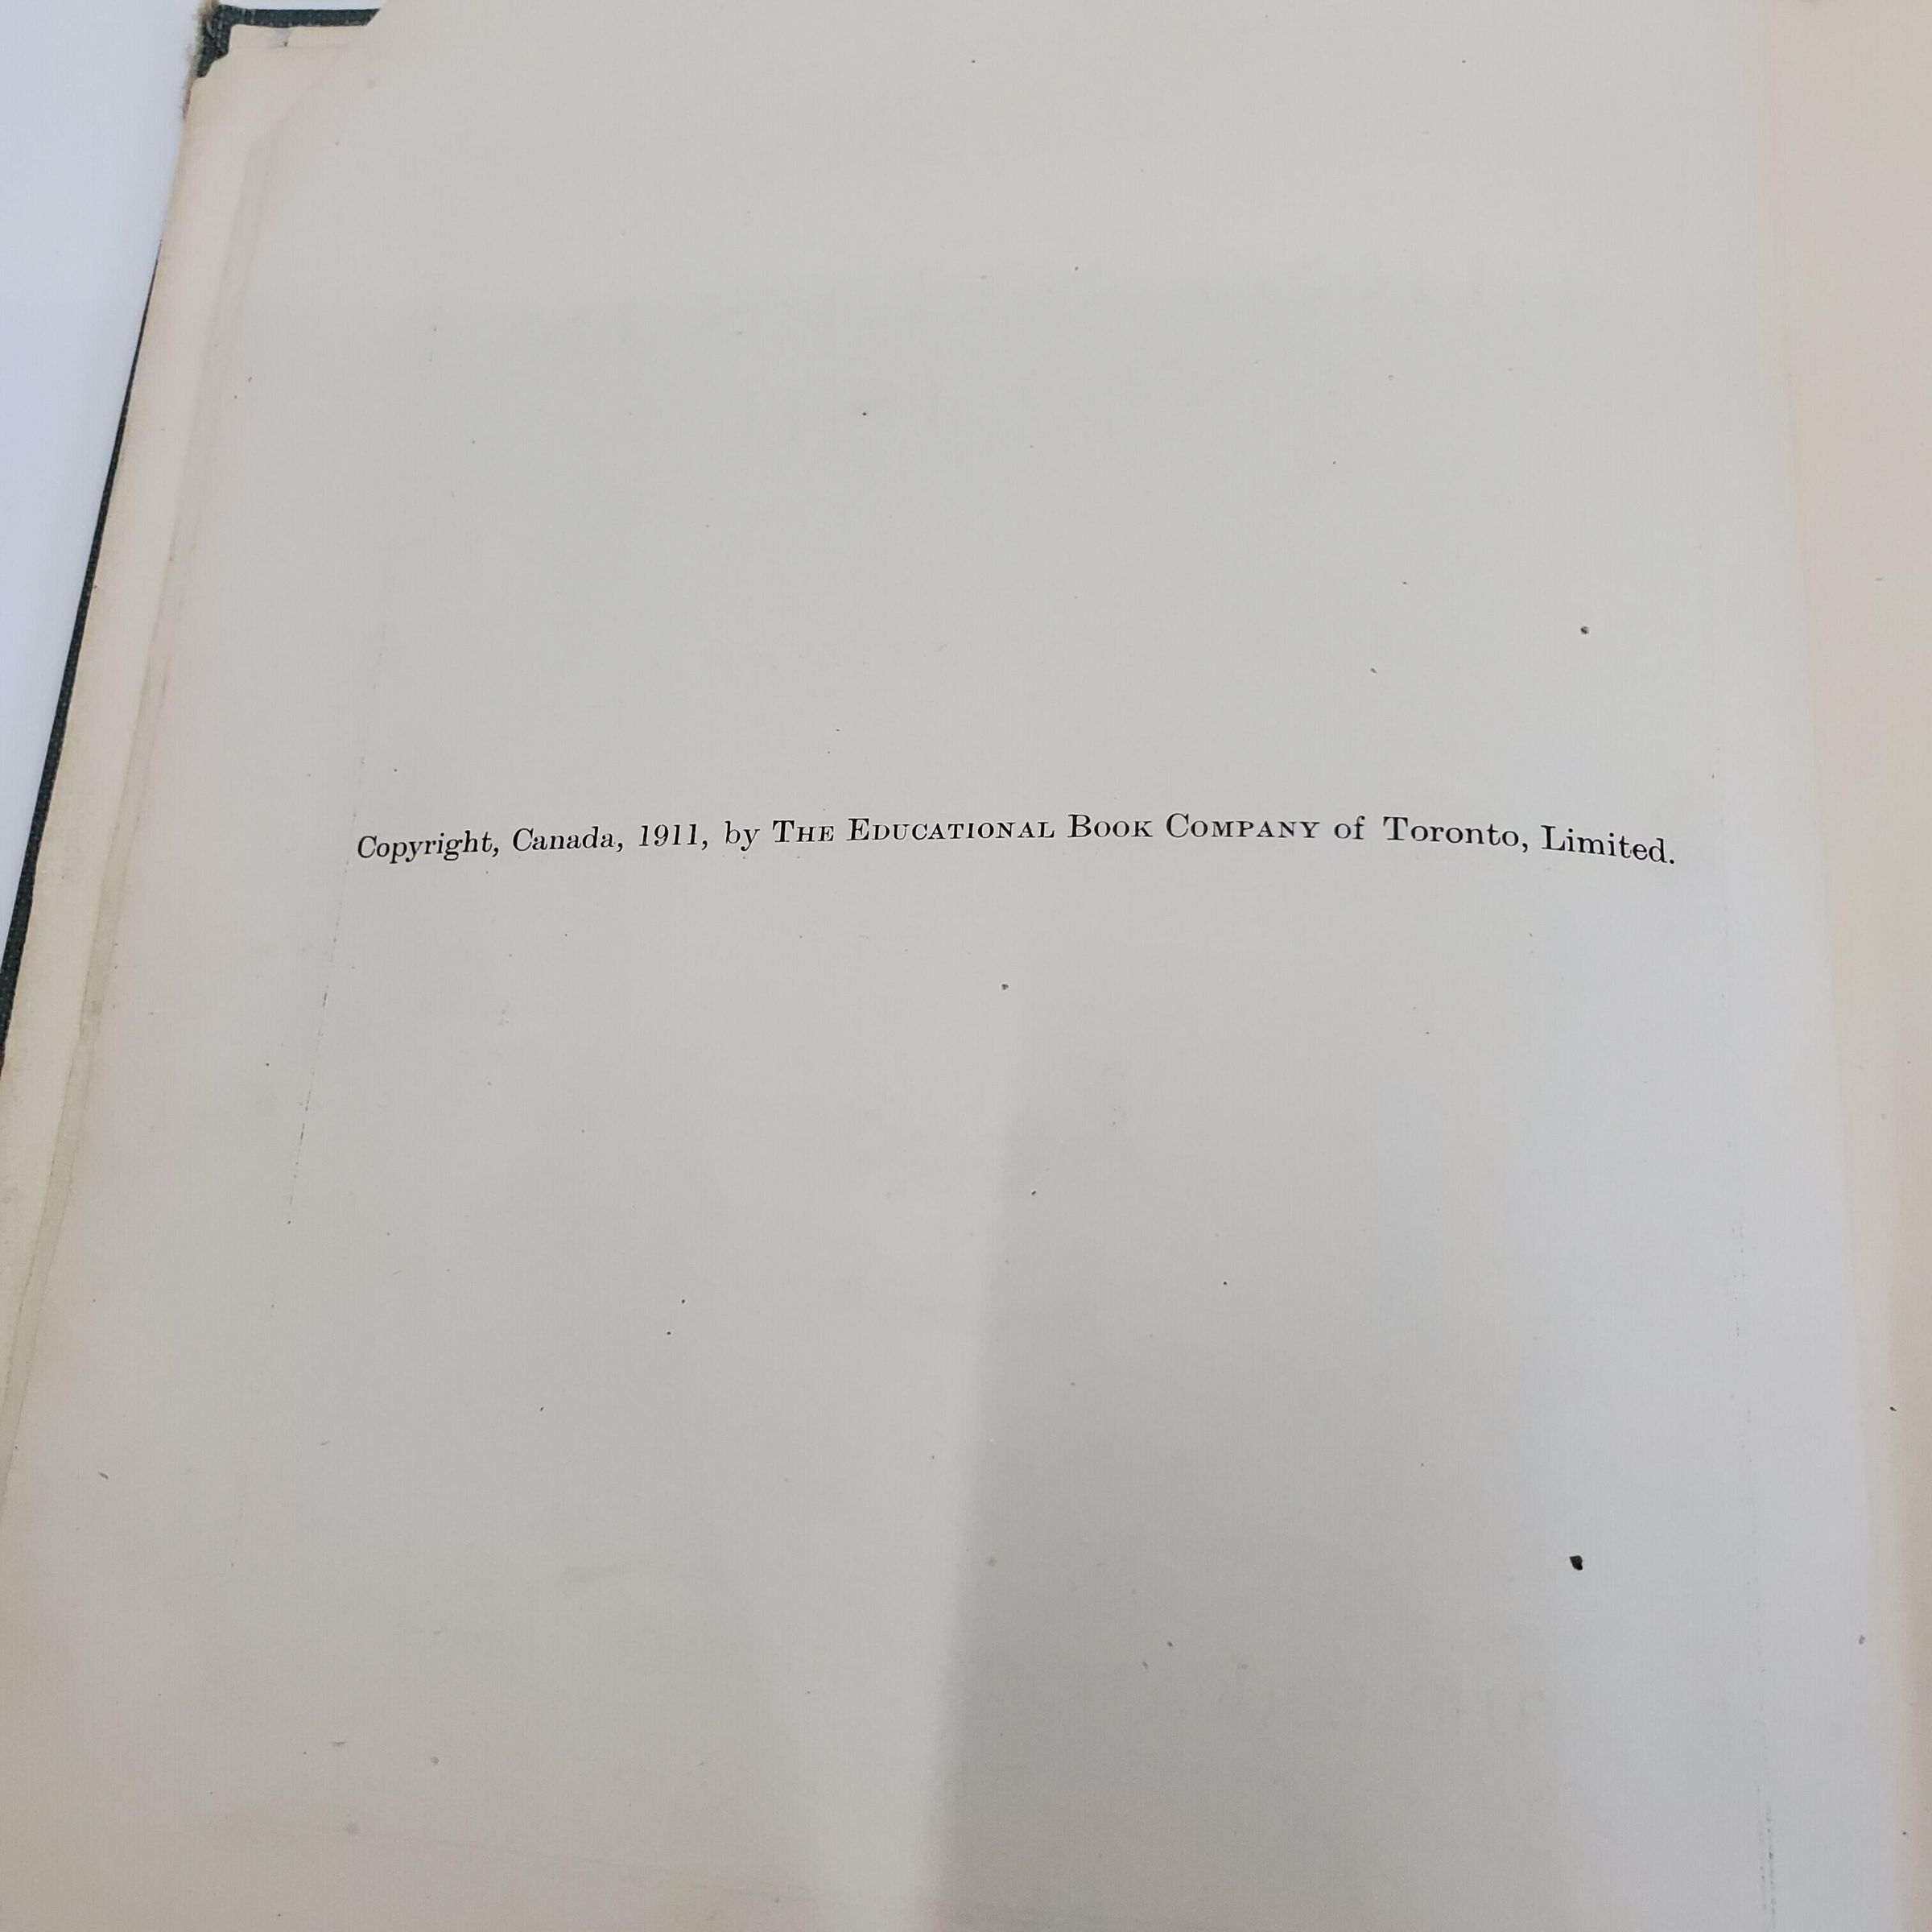 Copyright, Canada, 1911, by THE EDUCATIONAL BOOK COMPANY of Toronto, Limited.